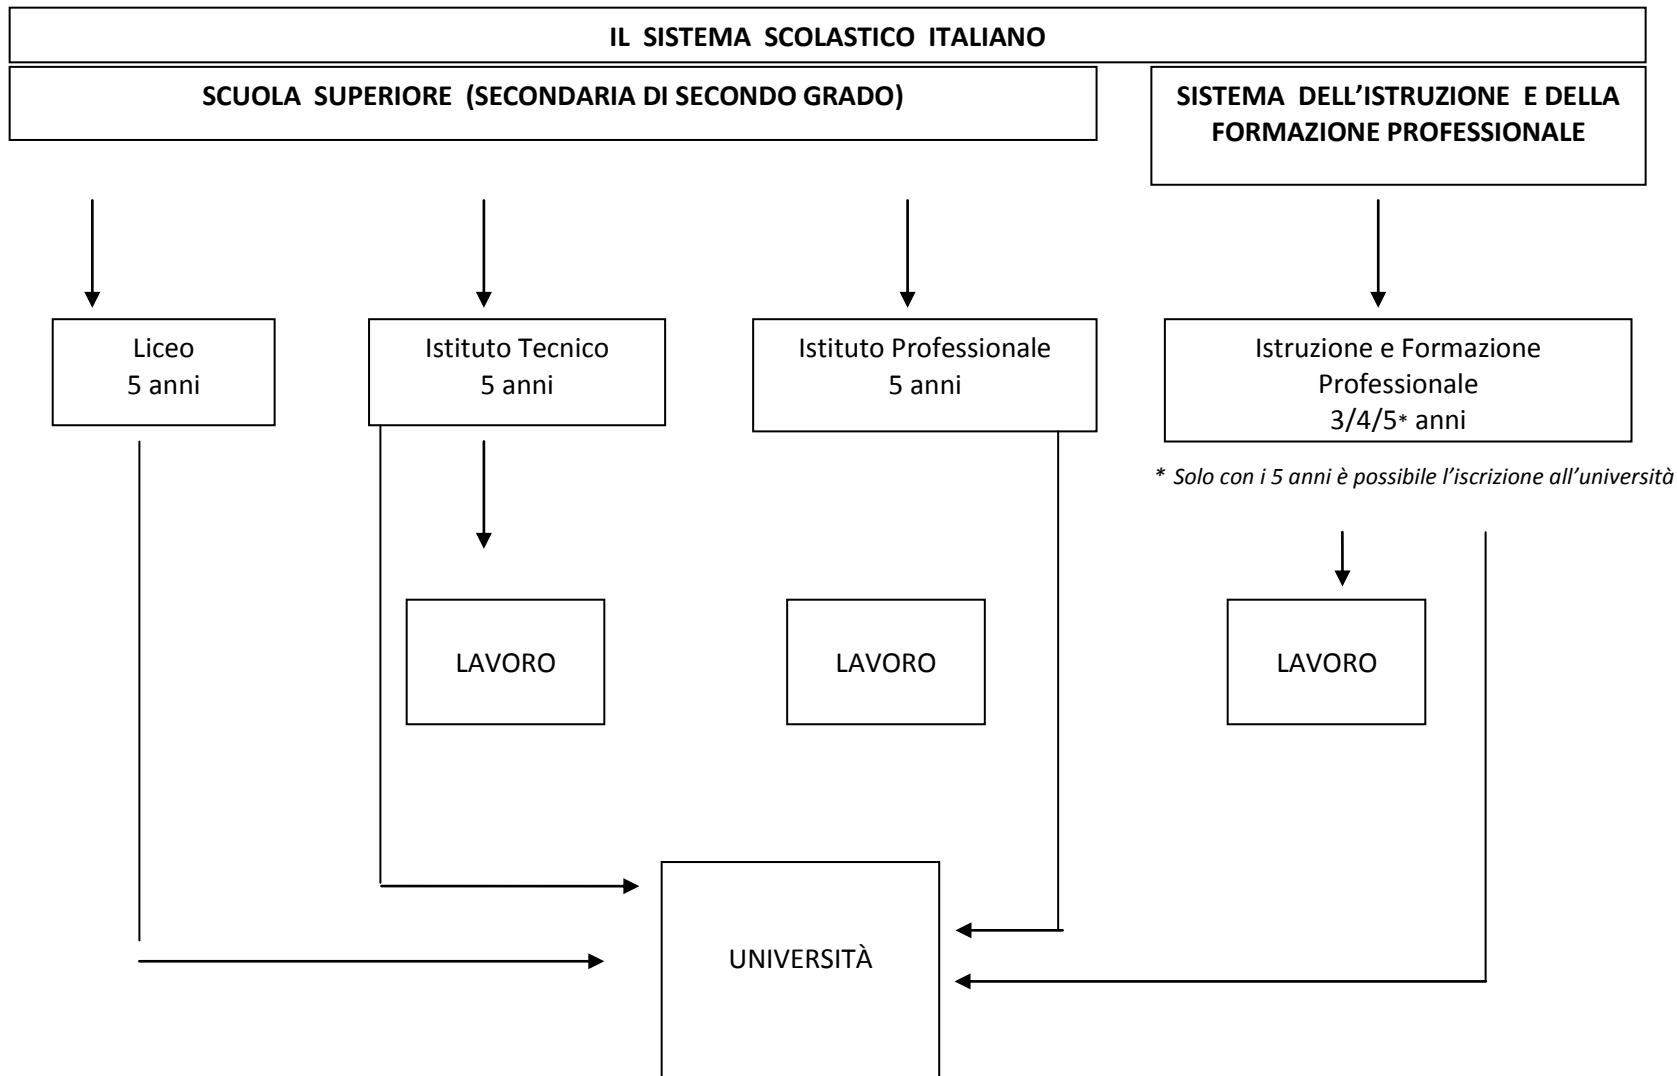 IL SISTEMA SCOLASTICO ITALIANO
SCUOLA SUPERIORE (SECONDARIA DI SECONDO GRADO)
SISTEMA DELL’ISTRUZIONE E DELLA
FORMAZIONE PROFESSIONALE
Liceo
5 anni
Istituto Tecnico
5 anni
Istituto Professionale
5 anni
Istruzione e Formazione
Professionale
3/4/5* anni
* Solo con i 5 anni è possibile l’iscrizione all’università
LAVORO
LAVORO
LAVORO
UNIVERSITÀ